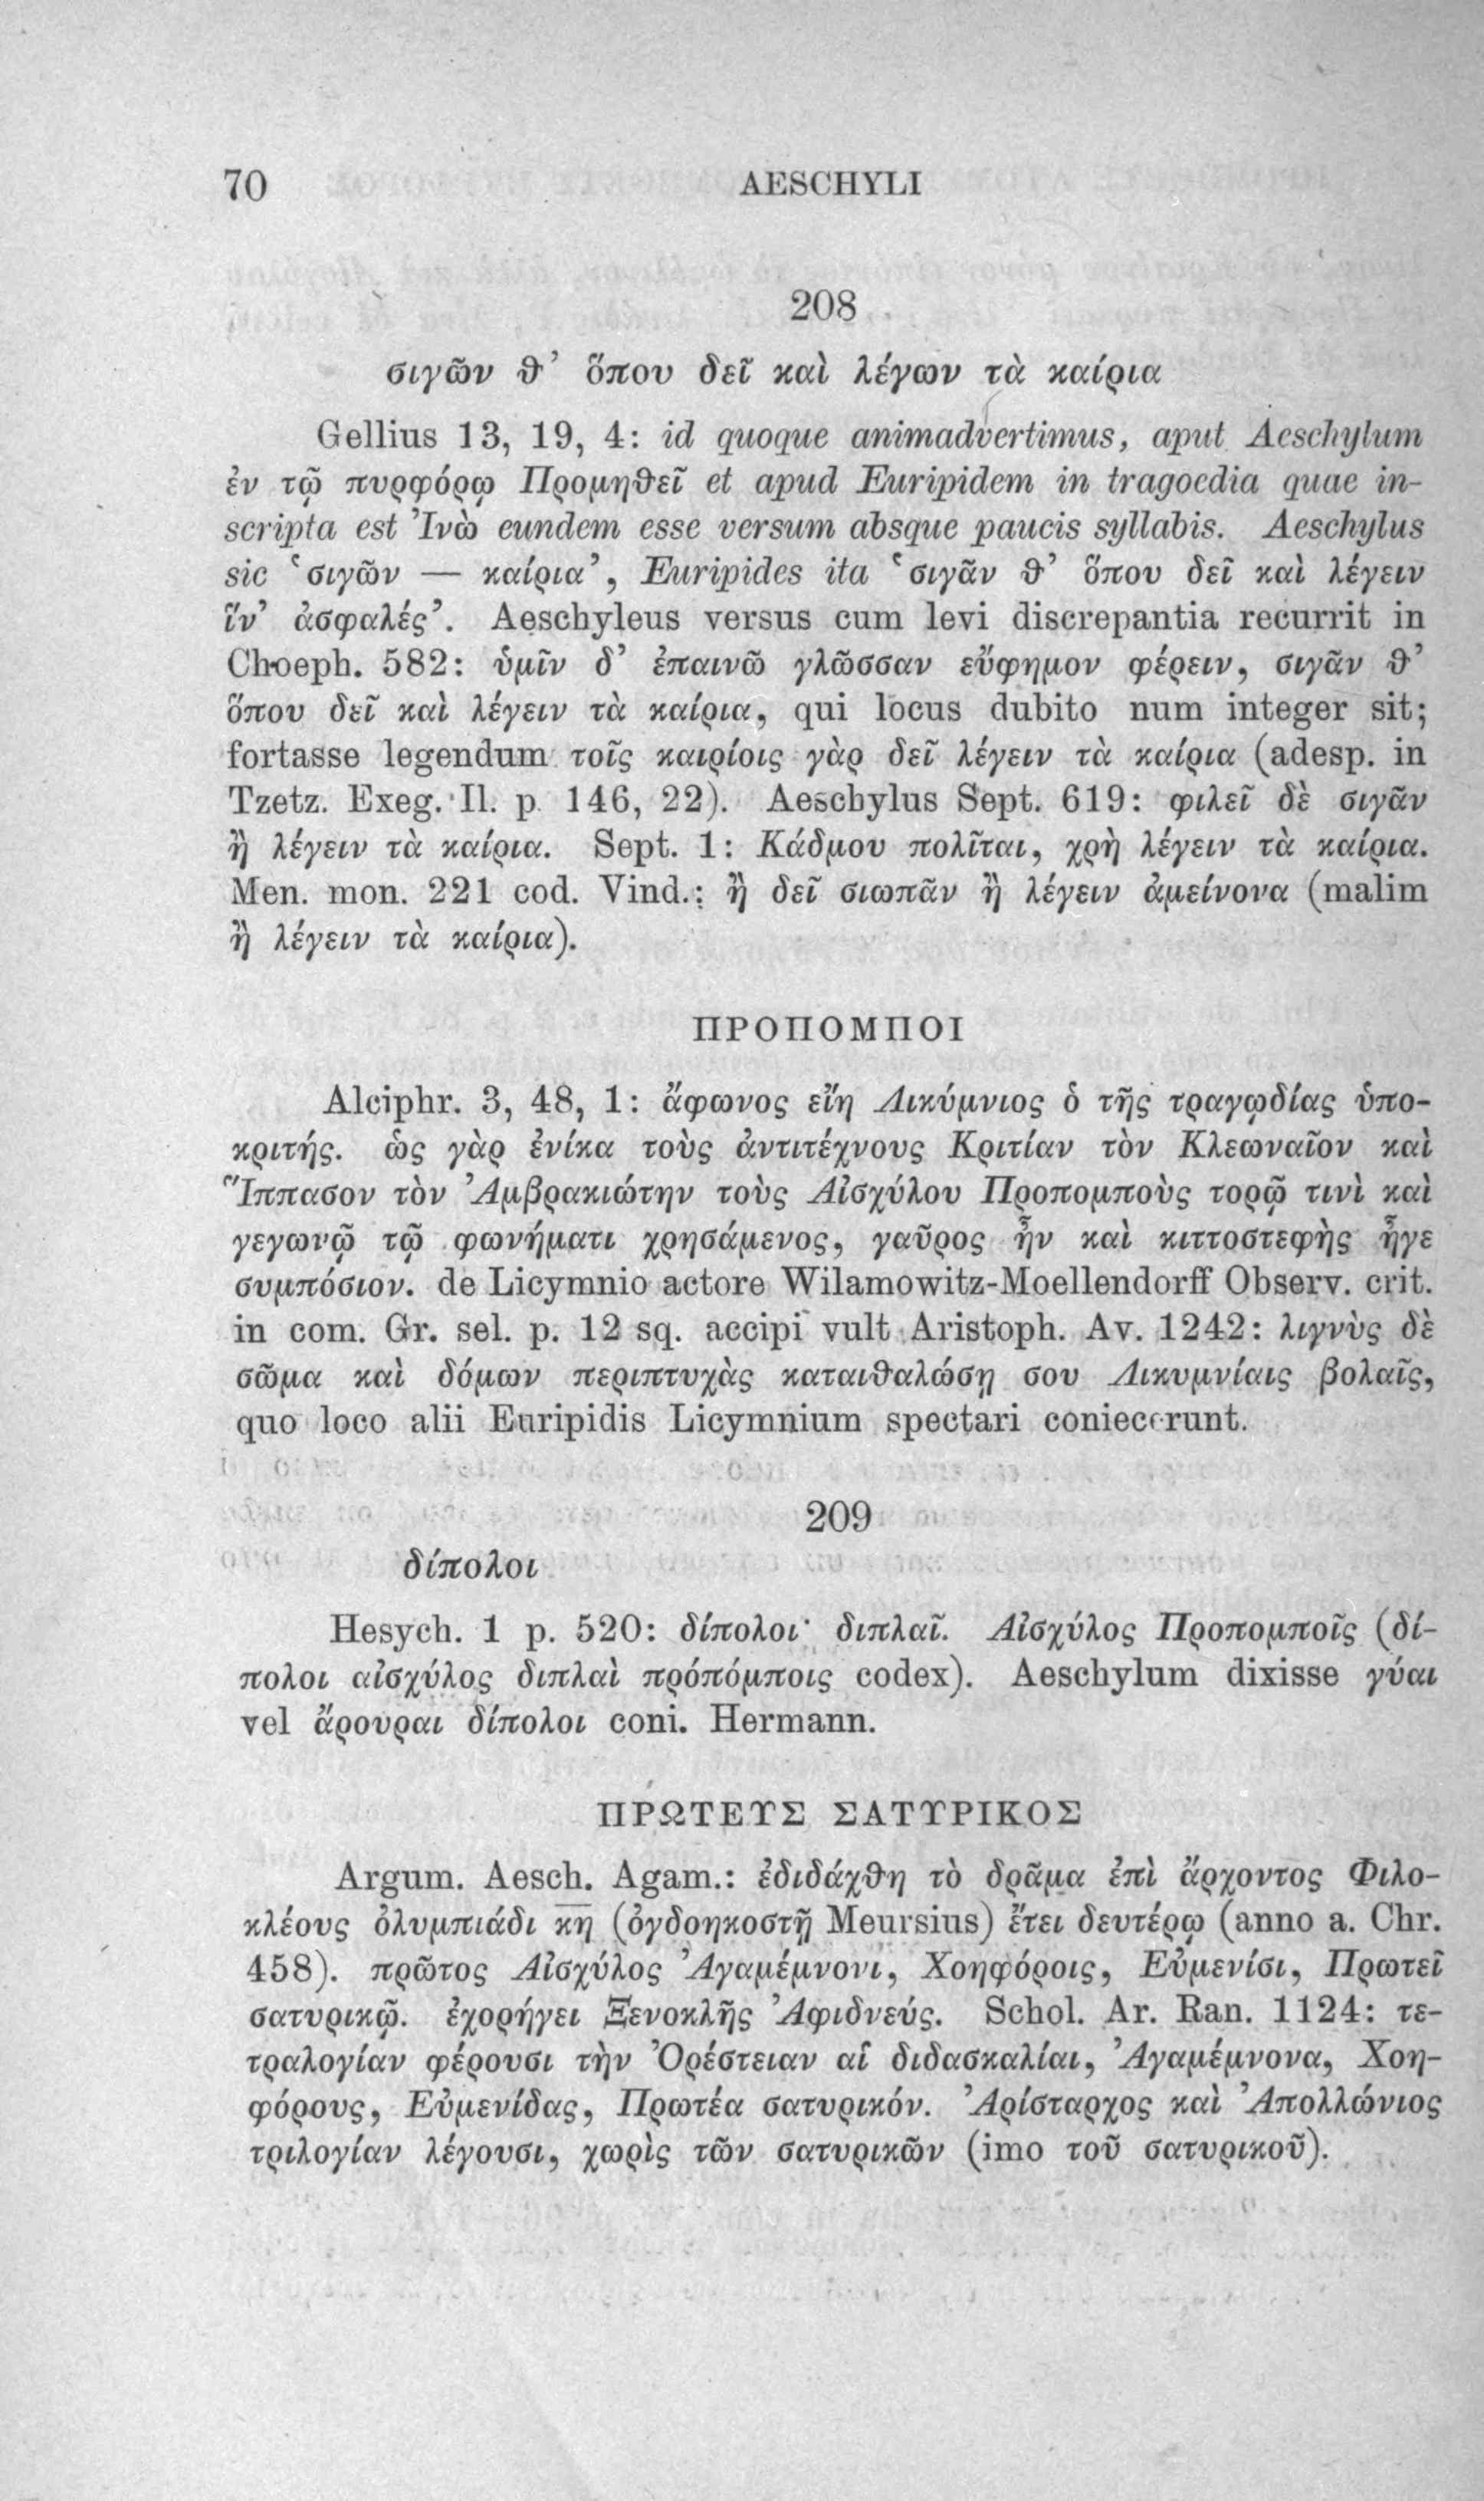 70 AESCHYLI
208
σιγῶν θ’ ὅπου δεῖ καὶ λέγων τὰ καίρια
Gellius 13, 19, 4: id quoque animadvertimus, aput Aeschylum
ἐν τῷ πυρφόρῳ Προμηθεῖ et apud Euripidem in tragoedia quae in-
scripta est Ἰνὼ eundem esse versum absque paucis syllabis. Aeschylus
sic ‘σιγῶν — καίρια’, Euripides ita ‘σιγᾶν θ’ ὅπου δεῖ καὶ λέγειν
ἵν’ ἀσφαλές’. Aeschyleus versus cum levi discrepantia recurrit in
Choeph. 582: ὑμῖν δ’ ἐπαινῶ γλῶσσαν εὔφημον φέρειν, σιγᾶν θ’
ὅπου δεῖ καὶ λέγειν τὰ καίρια, qui locus dubito num integer sit;
fortasse legendum τοῖς καιρίοις γὰρ δεῖ λέγειν τὰ καίρια (adesp. in
Tzetz. Exeg. Il. p. 146, 22). Aeschylus Sept. 619: φιλεῖ δὲ σιγᾶν
ἢ λέγειν τὰ καίρια. Sept. 1: Κάδμου πολῖται, χρὴ λέγειν τὰ καίρια.
Men. mon. 221 cod. Vind.: ἢ δεῖ σιωπᾶν ἢ λέγειν ἀμείνονα (malim
ἢ λέγειν τὰ καίρια).
ΠΡΟΠΟΜΠΟΙ
Alciphr. 3, 48, 1: ἄφωνος εἴη Λικύμνιος ὁ τῆς τραγῳδίας ὑπο-
κριτής. ὡς γὰρ ἐνίκα τοὺς ἀντιτέχνους Κριτίαν τὸν Κλεωναῖον καὶ
Ἵππασον τὸν Ἀμβρακιώτην τοὺς Αἰσχύλου Προπομποὺς τορῷ τινὶ καὶ
γεγωνῷ τῷ φωνήματι χρησάμενος, γαῦρος ἦν καὶ κιττοστεφὴς ἦγε
συμπόσιον. de Licymnio actore Wilamowitz-Moellendorff Observ. crit.
in com. Gr. sel. p. 12 sq. accipi vult Aristoph. Av. 1242: λιγνὺς δὲ
σῶμα καὶ δόμων περιπτυχὰς καταιθαλώσῃ σου Λικυμνίαις βολαῖς,
quo loco alii Euripidis Licymnium spectari coniecerunt.
209
δίπολοι
Hesych. 1 p. 520: δίπολοι· διπλαῖ. Αἰσχύλος Προπομποῖς (δί-
πολοι αἰσχύλος διπλαὶ πρόπόμποις codex). Aeschylum dixisse γύαι
vel ἄρουραι δίπολοι coni. Hermann.
ΠΡΩΤΕΥΣ ΣΑΤΥΡΙΚΟΣ
Argum. Aesch. Agam.: ἐδιδάχθη τὸ δρᾶμα ἐπὶ ἄρχοντος Φιλο-
κλέους ὀλυμπιάδι κη (ὀγδοηκοστῇ Meursius) ἔτει δευτέρῳ (anno a. Chr.
458). πρῶτος Αἰσχύλος Ἀγαμέμνονι, Χοηφόροις, Εὐμενίσι, Πρωτεῖ
σατυρικῷ. ἐχορήγει Ξενοκλῆς Ἀφιδνεύς. Schol. Ar. Ran. 1124: τε-
τραλογίαν φέρουσι τὴν Ὀρέστειαν αἱ διδασκαλίαι, Ἀγαμέμνονα, Χοη-
φόρους, Εὐμενίδας, Πρωτέα σατυρικόν. Ἀρίσταρχος καὶ Ἀπολλώνιος
τριλογίαν λέγουσι, χωρὶς τῶν σατυρικῶν (imo τοῦ σατυρικοῦ).